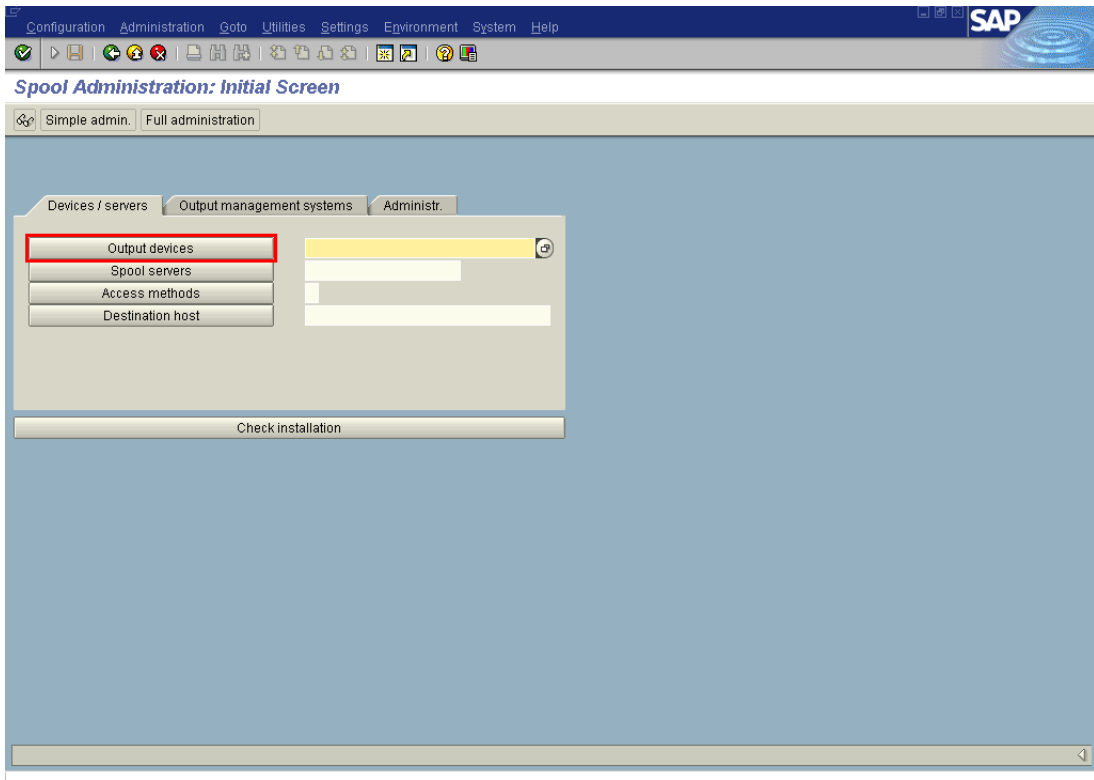 Configuration Administration Goto Utilities Settings Environment System Help
SAP
Spool Administration: Initial Screen
Simple admin. Full administration
Devices / servers Output management systems Administr.
Output devices
Spool servers
Access methods
Destination host
Check installation